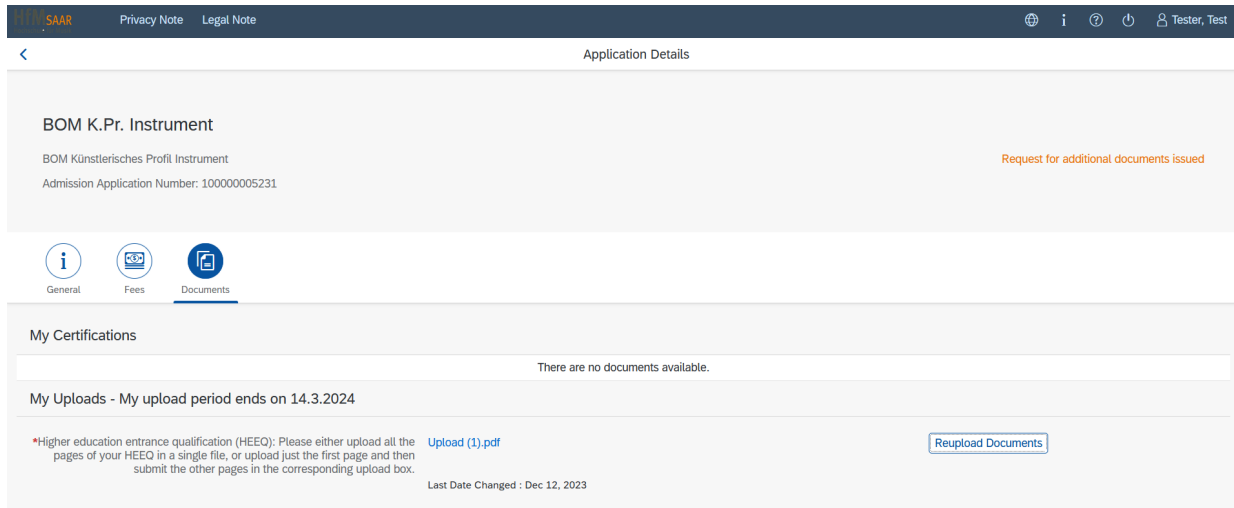 HfM.SAAR Privacy Note Legal Note i ? Tester, Test
Application Details
BOM K.Pr. Instrument
BOM Künstlerisches Profil Instrument
Request for additional documents issued
Admission Application Number: 100000005231
General Fees Documents
My Certifications
There are no documents available.
My Uploads - My upload period ends on 14.3.2024
*Higher education entrance qualification (HEEQ): Please either upload all the
pages of your HEEQ in a single file, or upload just the first page and then
submit the other pages in the corresponding upload box.
Upload (1).pdf
Reupload Documents
Last Date Changed : Dec 12, 2023